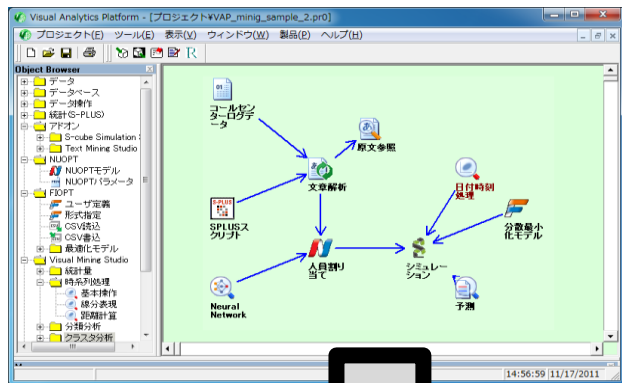 Visual Analytics Platform - [プロジェクト¥VAP_minig_sample_2.pr0]
プロジェクト(F) ツール(E) 表示(V) ウィンドウ(W) 製品(P) ヘルプ(H)
Object Browser
データ
データベース
データ操作
統計(S-PLUS)
アドオン
S-cube Simulation
Text Mining Studio
NUOPT
NUOPTモデル
NUOPTパラメータ
FIOPT
ユーザ定義
形式指定
CSV読込
CSV書込
最適化モデル
Visual Mining Studio
統計量
時系列処理
基本操作
線分表現
距離計算
分類分析
クラスタ分析
コールセン
ターログデ
ータ
原文参照
文章解析
日付時刻
処理
S-PLUS
SPLUSス
クリプト
分散最小
化モデル
人員割り
当て
シミュレー
ション
Neural
Network
予測
14:56:59 11/17/2011